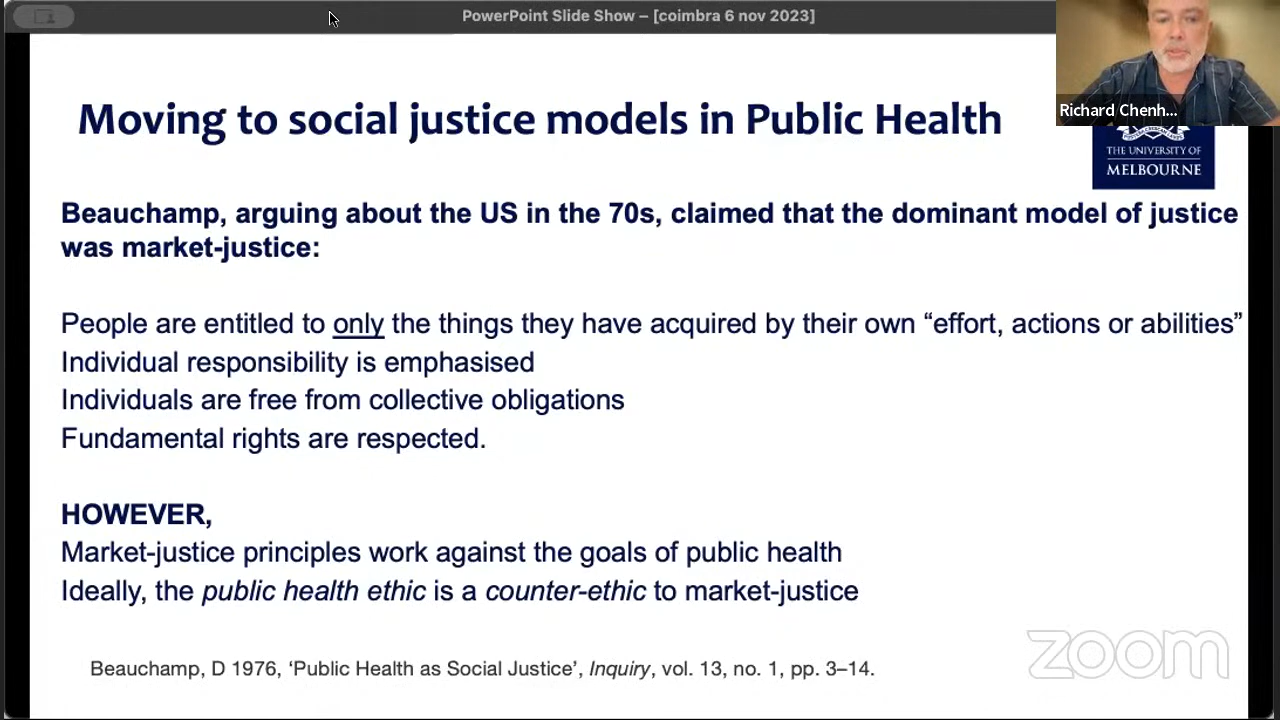 PowerPoint Slide Show – [coimbra 6 nov 2023]
Richard Chenh...
Moving to social justice models in Public Health
THE UNIVERSITY OF
MELBOURNE
Beauchamp, arguing about the US in the 70s, claimed that the dominant model of justice
was market-justice:
People are entitled to only the things they have acquired by their own “effort, actions or abilities”
Individual responsibility is emphasised
Individuals are free from collective obligations
Fundamental rights are respected.
HOWEVER,
Market-justice principles work against the goals of public health
Ideally, the public health ethic is a counter-ethic to market-justice
Beauchamp, D 1976, ‘Public Health as Social Justice’, Inquiry, vol. 13, no. 1, pp. 3–14.
zoom